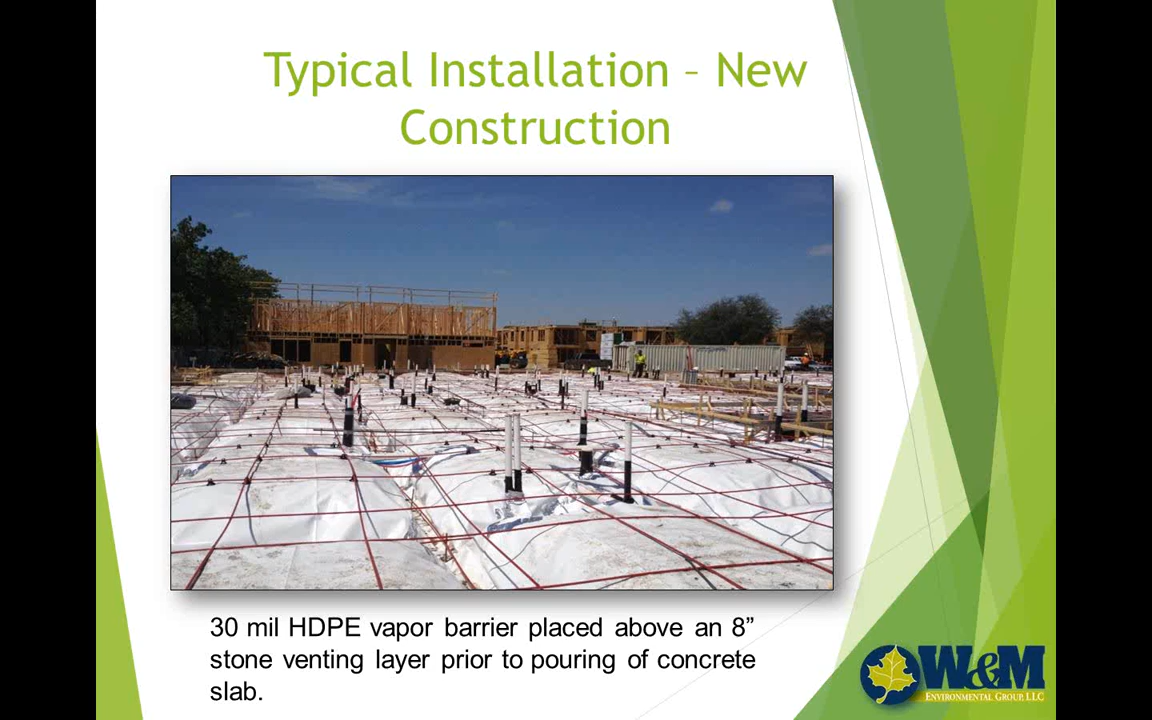 Typical Installation – New
Construction
30 mil HDPE vapor barrier placed above an 8”
stone venting layer prior to pouring of concrete
slab.
W&M
ENVIRONMENTAL GROUP, LLC